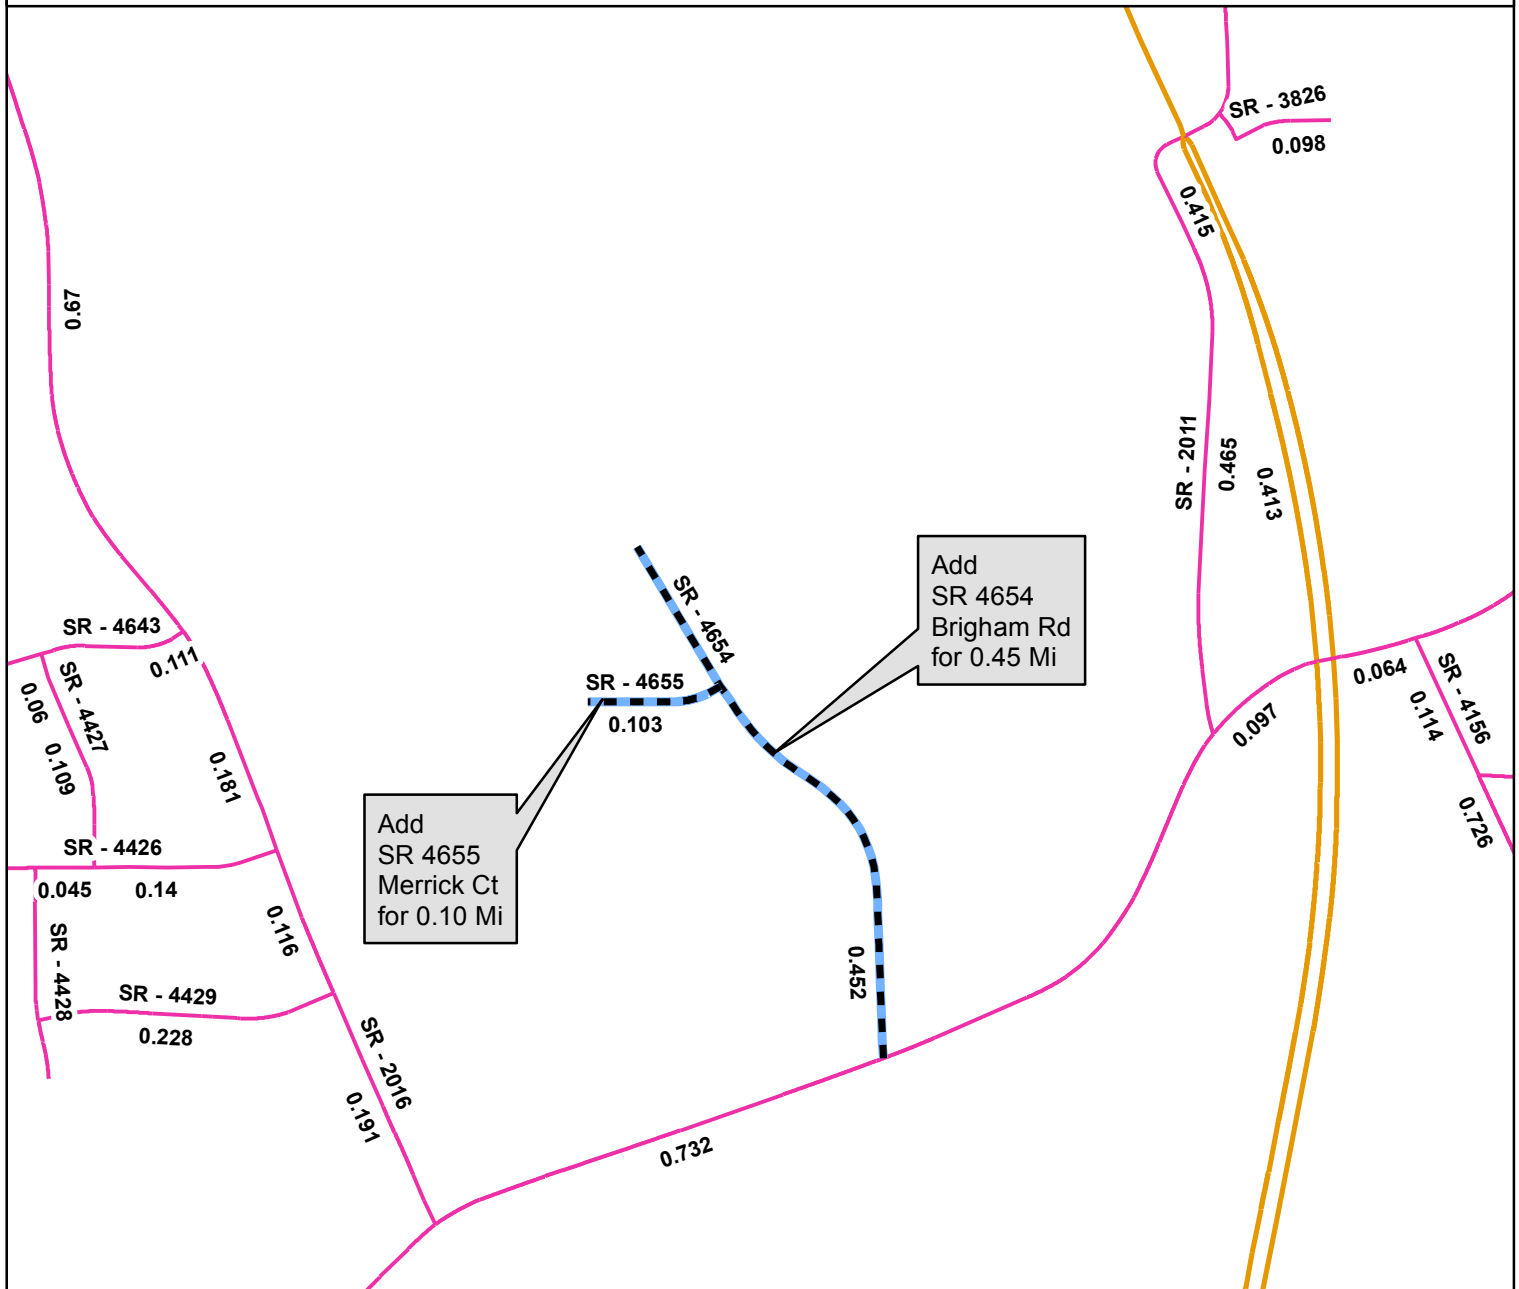 SR - 3826
0.098
0.415
0.67
SR - 2011
0.465
0.413
Add
SR 4654
Brigham Rd
for 0.45 Mi
SR - 4654
SR - 4643
0.111
SR - 4427
0.06
0.109
SR - 4655
0.103
0.064
SR - 4156
0.114
0.097
0.181
0.726
Add
SR 4655
Merrick Ct
for 0.10 Mi
SR - 4426
0.045
0.14
0.116
SR - 4428
0.452
SR - 4429
0.228
SR - 2016
0.191
0.732